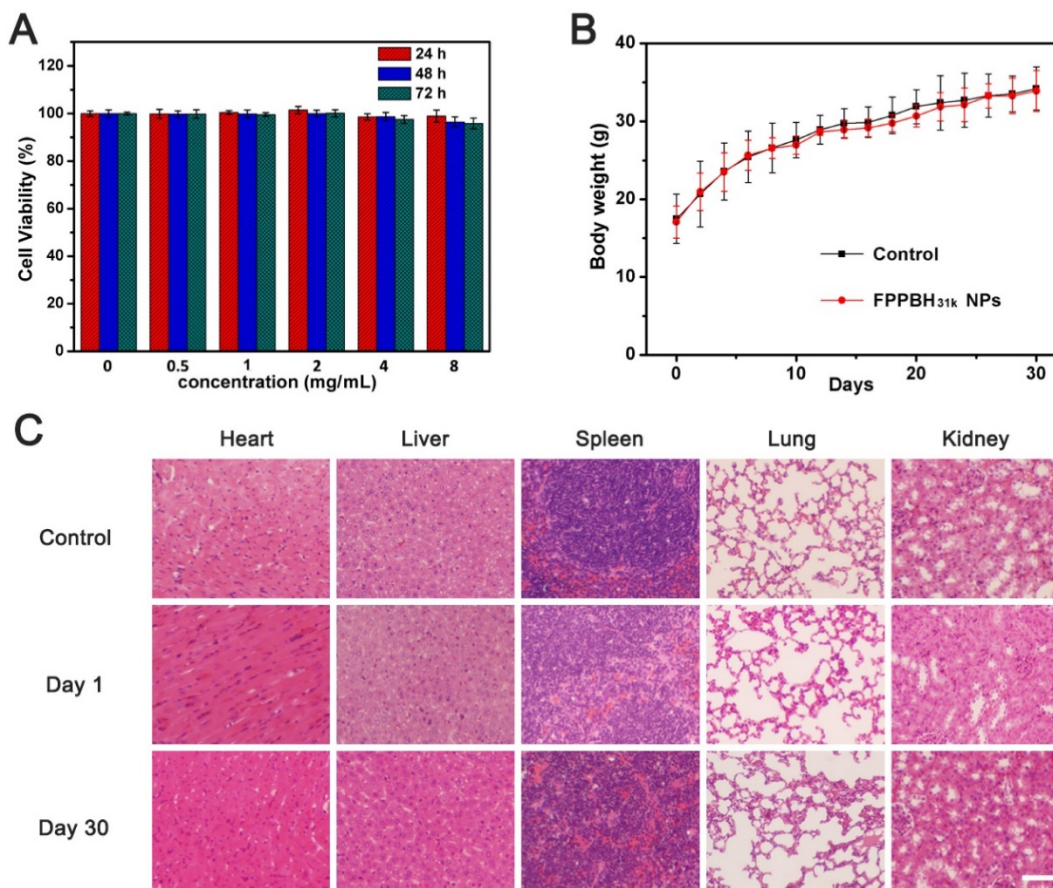 A
24 h
48 h
72 h
Cell Viability (%)
120
100
80
60
40
20
0
0 0.5 1 2 4 8
concentration (mg/mL)
B
Body weight (g)
40
30
20
10
0
Control
FPPBH31k NPs
0 10 20 30
Days
C
Heart Liver Spleen Lung Kidney
Control
Day 1
Day 30